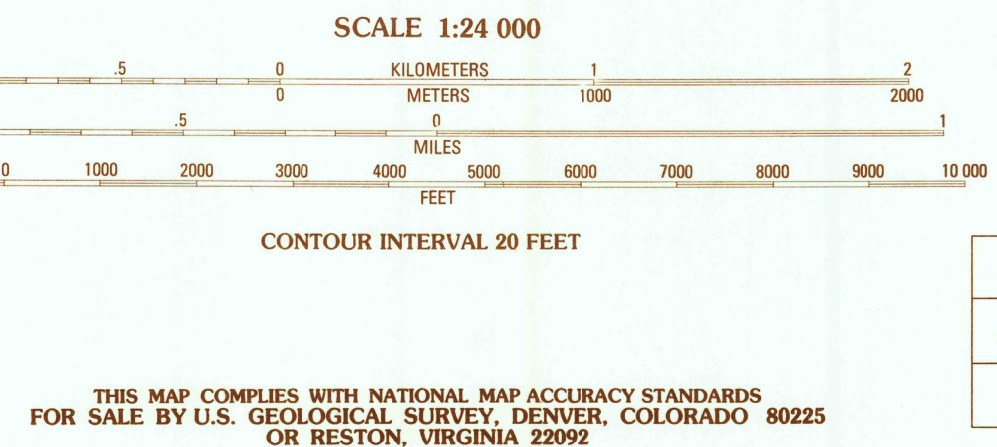 SCALE 1:24 000
.5 0 KILOMETERS 1 2
0 METERS 1000 2000
.5 0 1
MILES
0 1000 2000 3000 4000 5000 6000 7000 8000 9000 10 000
FEET
CONTOUR INTERVAL 20 FEET
THIS MAP COMPLIES WITH NATIONAL MAP ACCURACY STANDARDS
FOR SALE BY U.S. GEOLOGICAL SURVEY, DENVER, COLORADO 80225
OR RESTON, VIRGINIA 22092